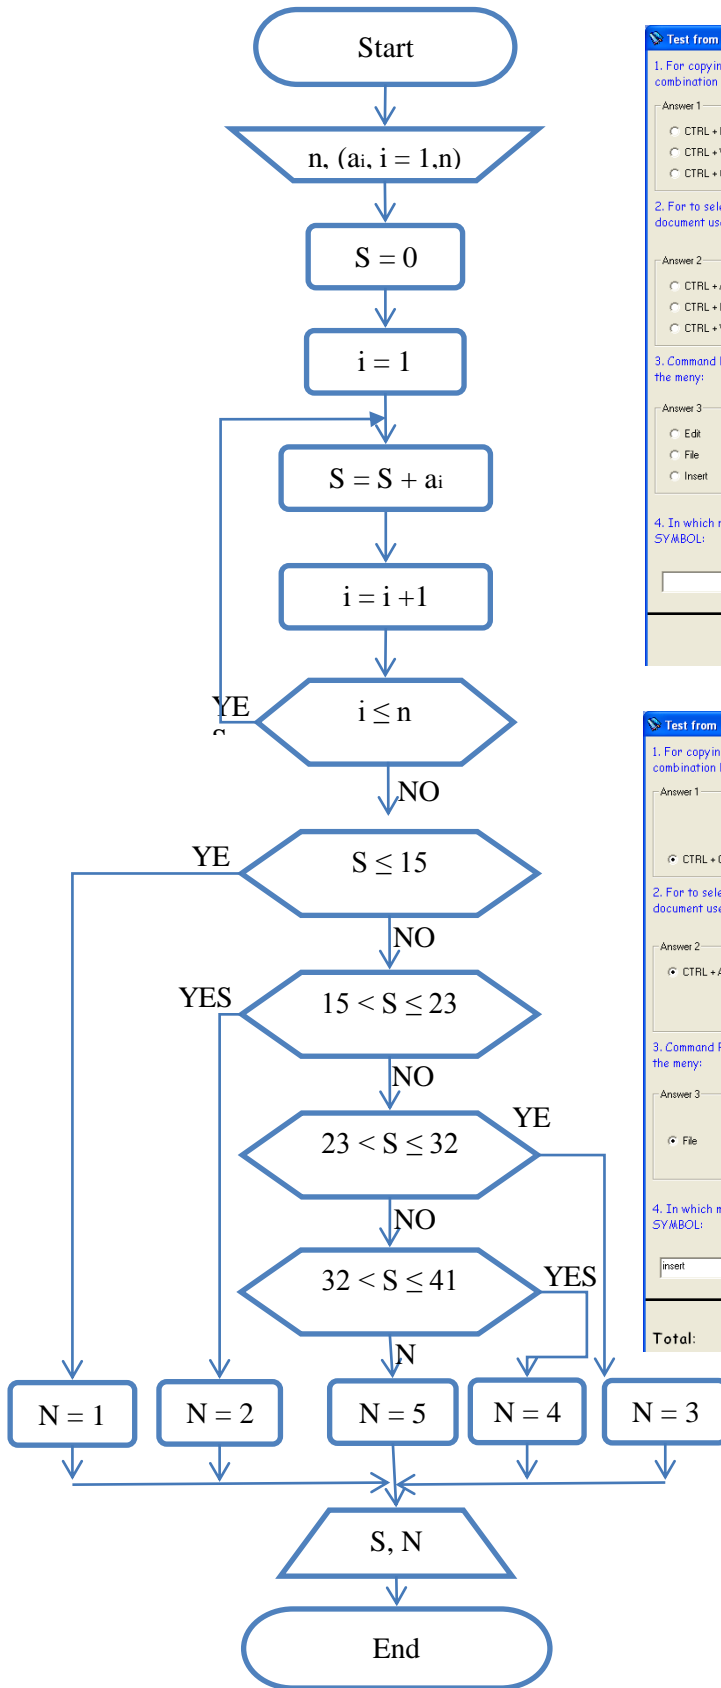 Start
n, (ai, i = 1,n)
S = 0
i = 1
S = S + ai
i = i +1
i ≤ n
YE
NO
S ≤ 15
YE
NO
15 < S ≤ 23
YES
NO
23 < S ≤ 32
YE
NO
32 < S ≤ 41
YES
N
N = 1
N = 2
N = 5
N = 4
N = 3
S, N
End
Test from
1. For copyin
combination
Answer 1
CTRL +
CTRL +
CTRL +
2. For to sele
document use
Answer 2
CTRL +
CTRL +
CTRL +
3. Command
the meny:
Answer 3
Edit
File
Insert
4. In which
SYMBOL:
Test from
1. For copyin
combination
Answer 1
CTRL +
2. For to sele
document use
Answer 2
CTRL + A
3. Command
the meny:
Answer 3
File
4. In which
SYMBOL:
insert
Total: